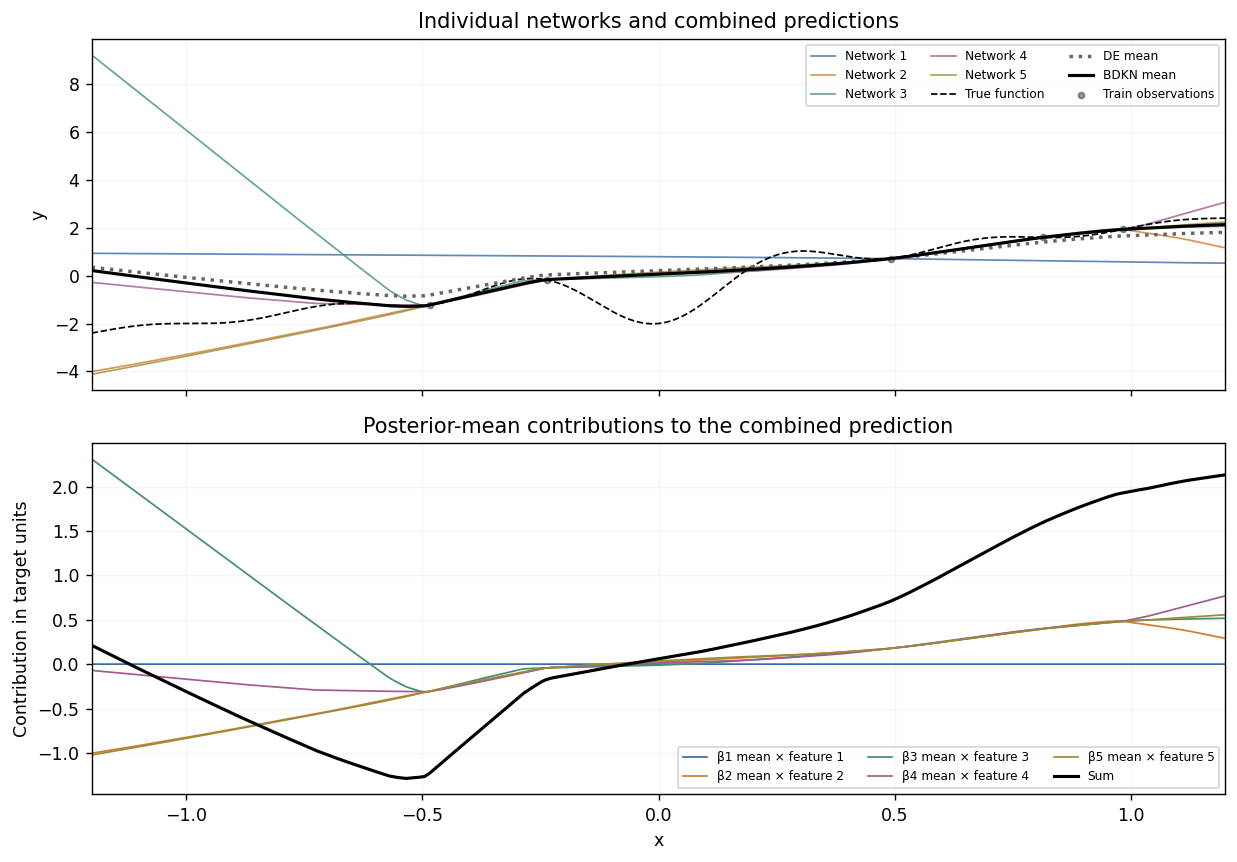 Individual networks and combined predictions
Network 1
Network 2
Network 3
Network 4
Network 5
True function
DE mean
BDKN mean
Train observations
8
6
4
2
0
−2
−4
y
Posterior-mean contributions to the combined prediction
2.0
1.5
1.0
0.5
0.0
−0.5
−1.0
Contribution in target units
β1 mean × feature 1
β2 mean × feature 2
β3 mean × feature 3
β4 mean × feature 4
β5 mean × feature 5
Sum
−1.0
−0.5
0.0
0.5
1.0
x